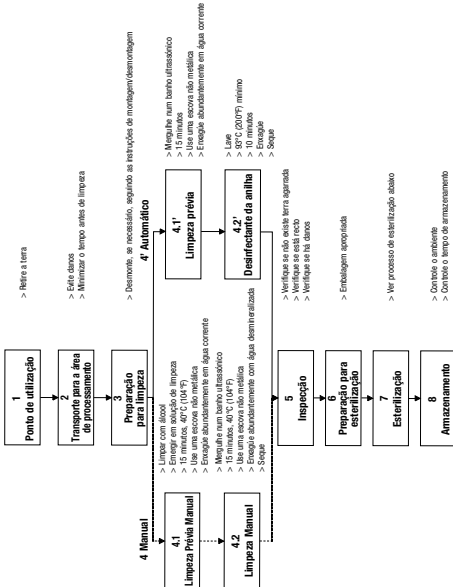 1
Ponto de utilização
> Retire a terra
2
Transporte para a área
de processamento
> Evite danos
> Minimizar o tempo antes de limpeza
3
Preparação
para limpeza
> Desmonte, se necessário, seguindo as instruções de montagem/desmontagem
4 Manual
4.1
Limpeza Prévia Manual
> Limpar com álcool
> Emergir em solução de limpeza
> 15 minutos, 40°C (104°F)
> Use uma escova não metálica
> Enxagúe abundantemente em água corrente
4.2
Limpeza Manual
> Mergulhe num banho ultrassónico
> 15 minutos, 40°C (104°F)
> Use uma escova não metálica
> Enxagúe abundantemente com água desmineralizada
> Seque
4' Automático
4.1'
Limpeza prévia
> Mergulhe num banho ultrassónico
> 15 minutos
> Use uma escova não metálica
> Enxagúe abundantemente em água corrente
4.2'
Desinfectante da anilha
> Lave
> 93°C (200°F) mínimo
> 10 minutos
> Enxagúe
> Seque
5
Inspecção
> Verifique se não existe terra agarrada
> Verifique se está recto
> Verifique se há danos
6
Preparação para
esterilização
> Embalagem apropriada
7
Esterilização
> Ver processo de esterilização abaixo
8
Armazenamento
> Controle o ambiente
> Controle o tempo de armazenamento